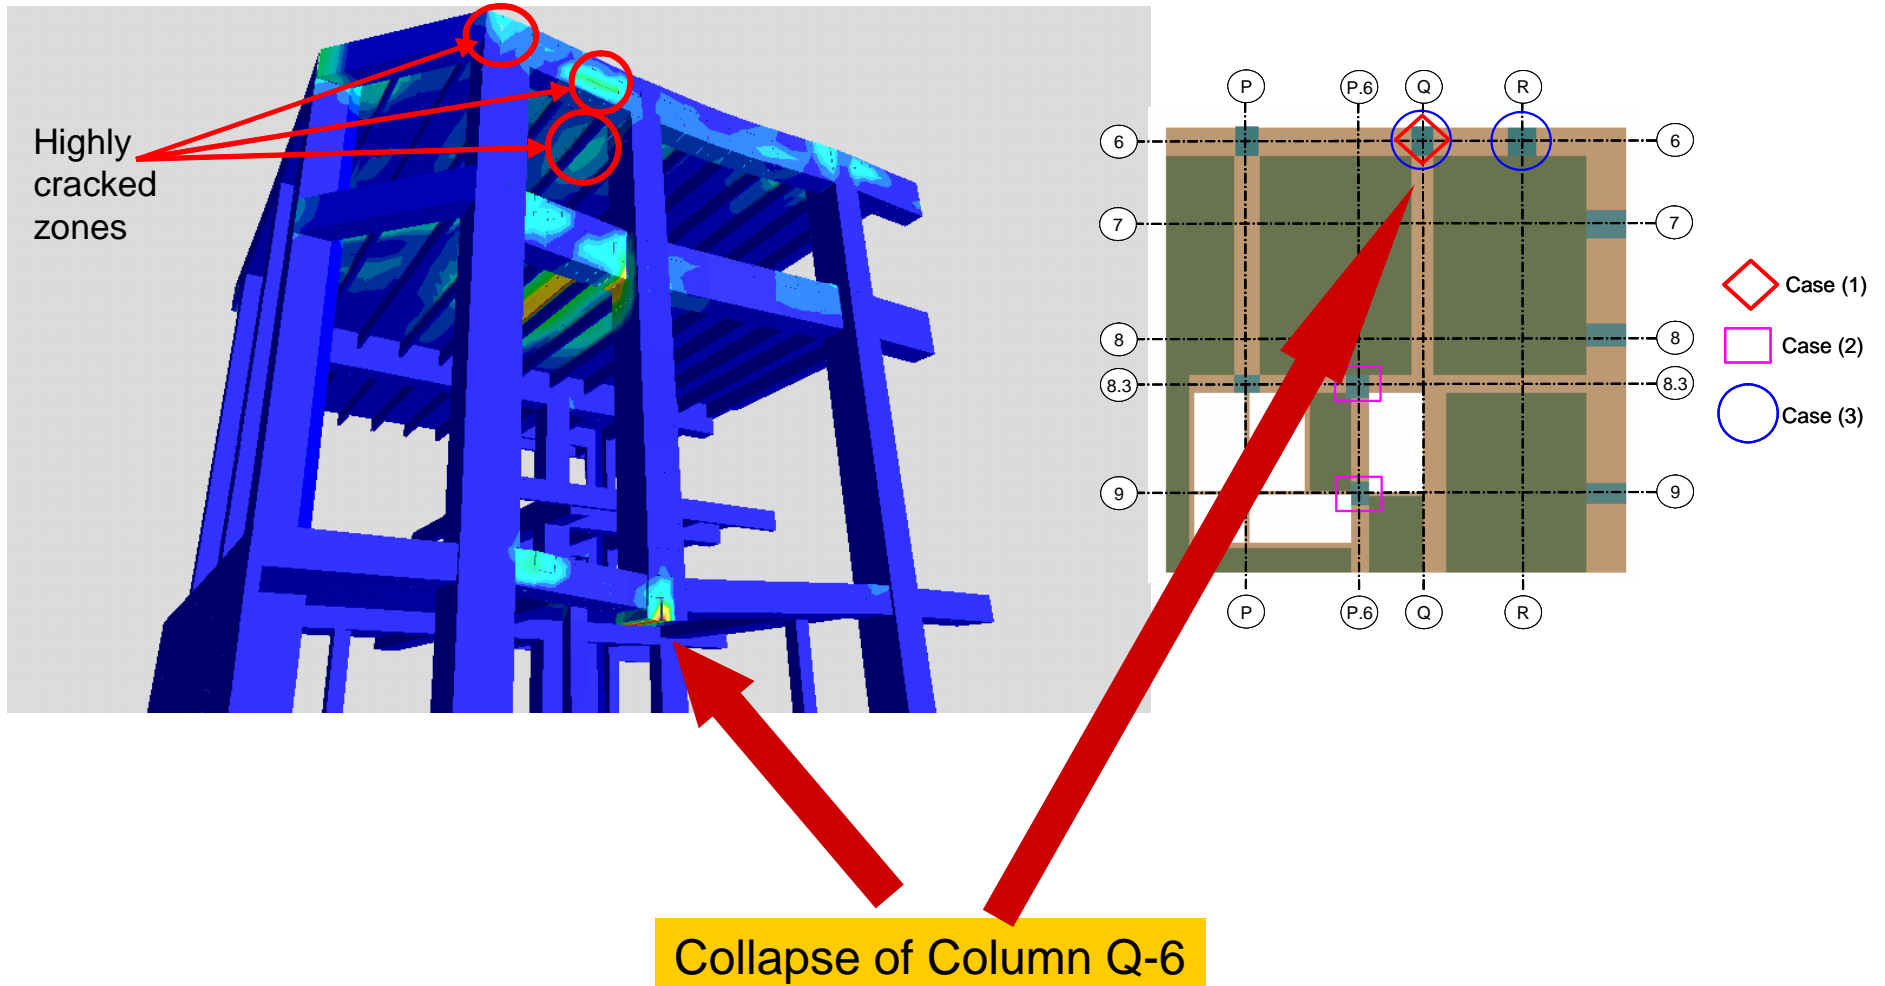 Highly
cracked
zones
P
P.6
Q
R
6
6
7
7
8
8
8.3
8.3
9
9
P
P.6
Q
R
Case (1)
Case (2)
Case (3)
Collapse of Column Q-6